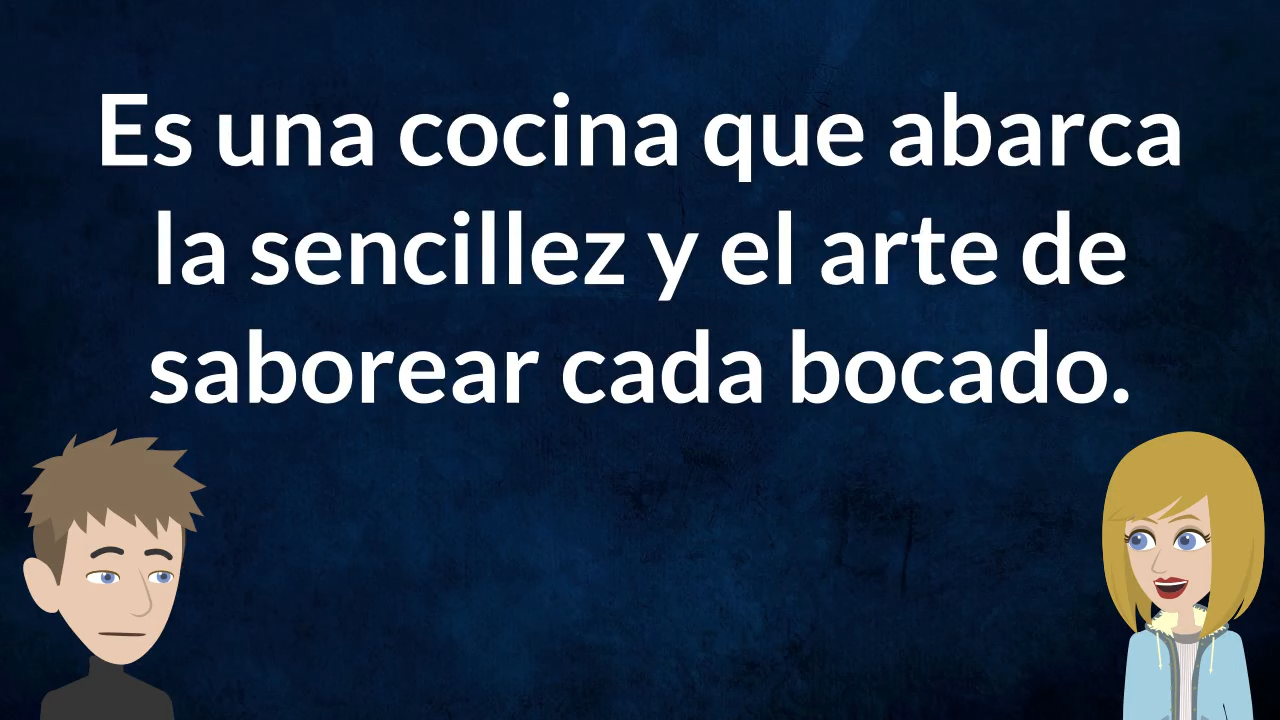 Es una cocina que abarca
la sencillez y el arte de
saborear cada bocado.